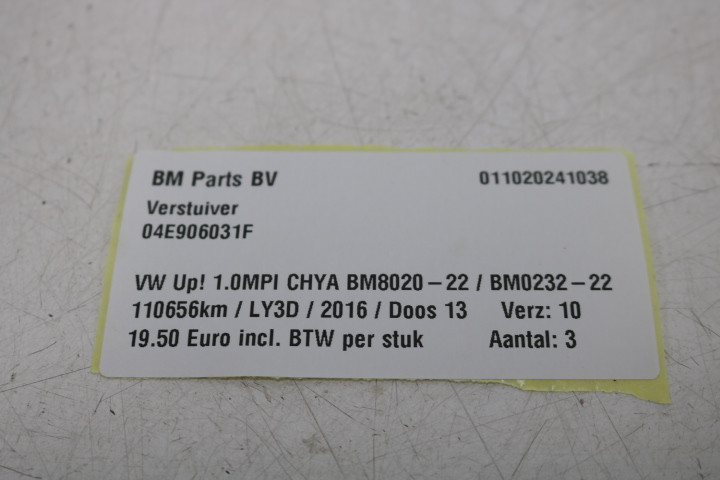 BM Parts BV 011020241038
Verstuiver
04E906031F
VW Up! 1.0MPI CHYA BM8020-22 / BM0232-22
110656km / LY3D / 2016 / Doos 13 Verz: 10
19.50 Euro incl. BTW per stuk Aantal: 3